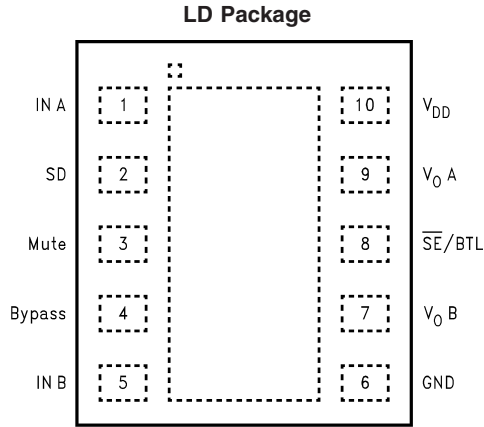 LD Package
IN A 1 10 VDD
SD 2 9 VO A
Mute 3 8 S̅E̅/BTL
Bypass 4 7 VO B
IN B 5 6 GND